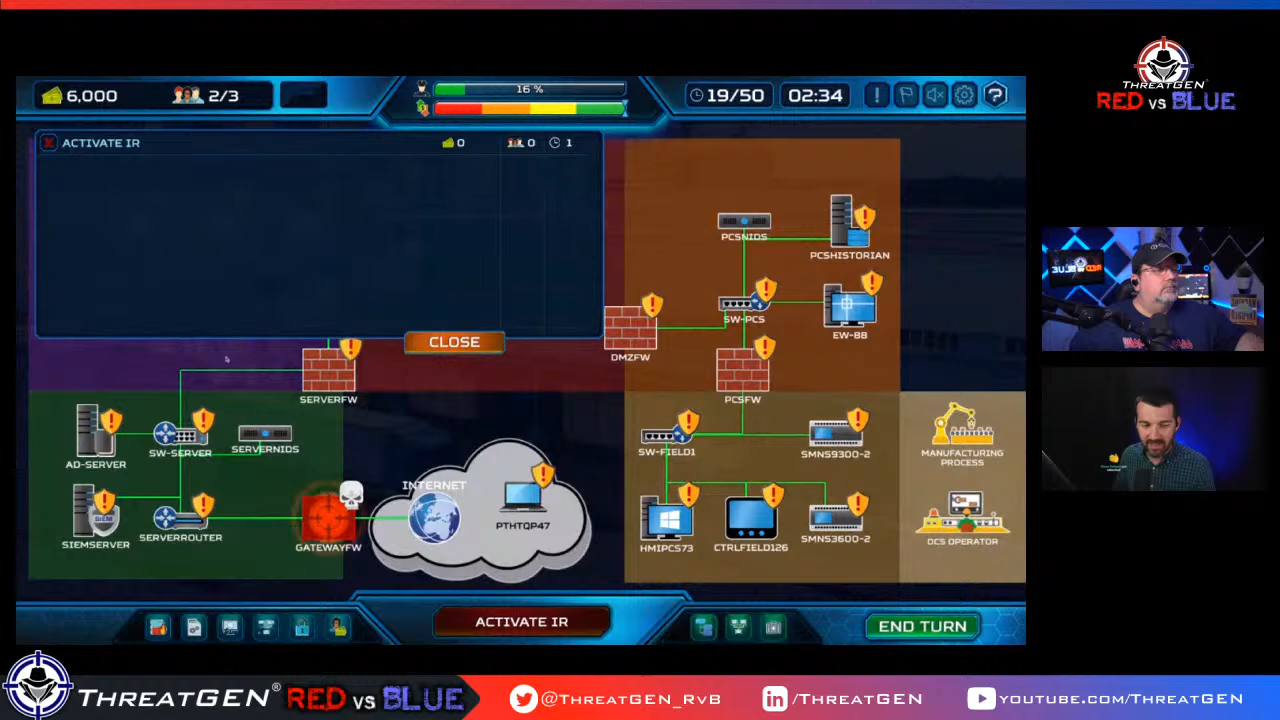 THREATGEN®
RED VS BLUE
6,000
2/3
16 %
19/50
02:34
!
?
ACTIVATE IR
0
0
1
CLOSE
PCSNIDS
PCSHISTORIAN
SW-PCS
EW-88
DMZFW
PCSFW
SERVERFW
AD-SERVER
SW-SERVER
SERVERNIDS
SIEM
SIEMSERVER
SERVERROUTER
GATEWAYFW
INTERNET
PTHTQP47
SW-FIELD1
SMNS9300-2
HMIPCS73
CTRLFIELD126
SMNS3600-2
MANUFACTURING
PROCESS
DCS OPERATOR
ACTIVATE IR
END TURN
THREATGEN® RED VS BLUE
@THREATGEN_RVB
/THREATGEN
YOUTUBE.COM/THREATGEN